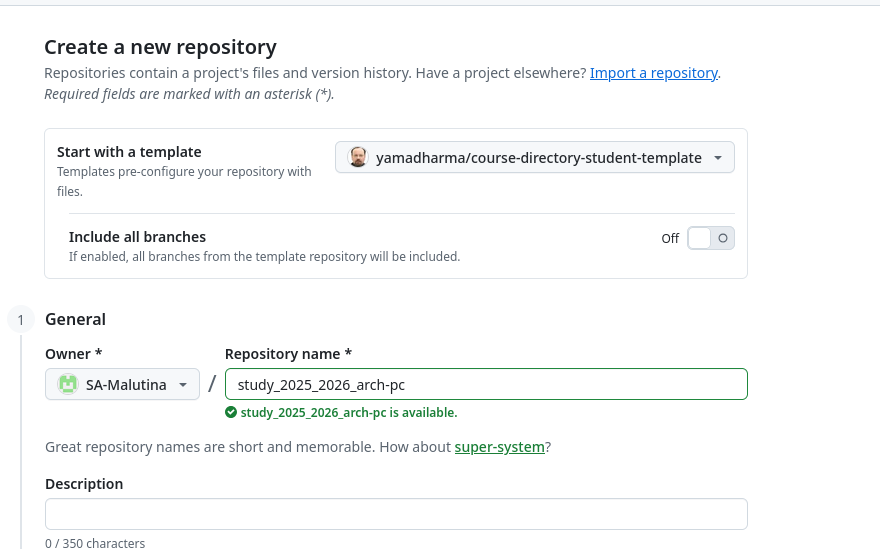 Create a new repository
Repositories contain a project's files and version history. Have a project elsewhere? Import a repository.
Required fields are marked with an asterisk (*).
Start with a template
Templates pre-configure your repository with
files.
yamadharma/course-directory-student-template
Include all branches
If enabled, all branches from the template repository will be included.
Off
1
General
Owner *
Repository name *
SA-Malutina
/
study_2025_2026_arch-pc
study_2025_2026_arch-pc is available.
Great repository names are short and memorable. How about super-system?
Description
0 / 350 characters